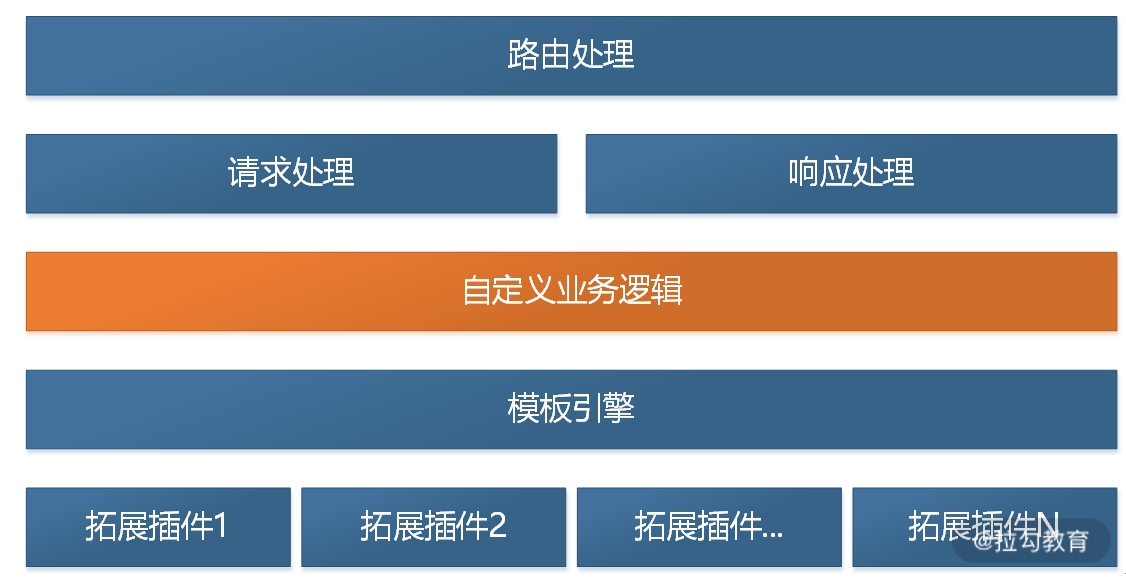 路由处理
请求处理
响应处理
自定义业务逻辑
模板引擎
拓展插件1
拓展插件2
拓展插件...
拓展插件N
@拉勾教育